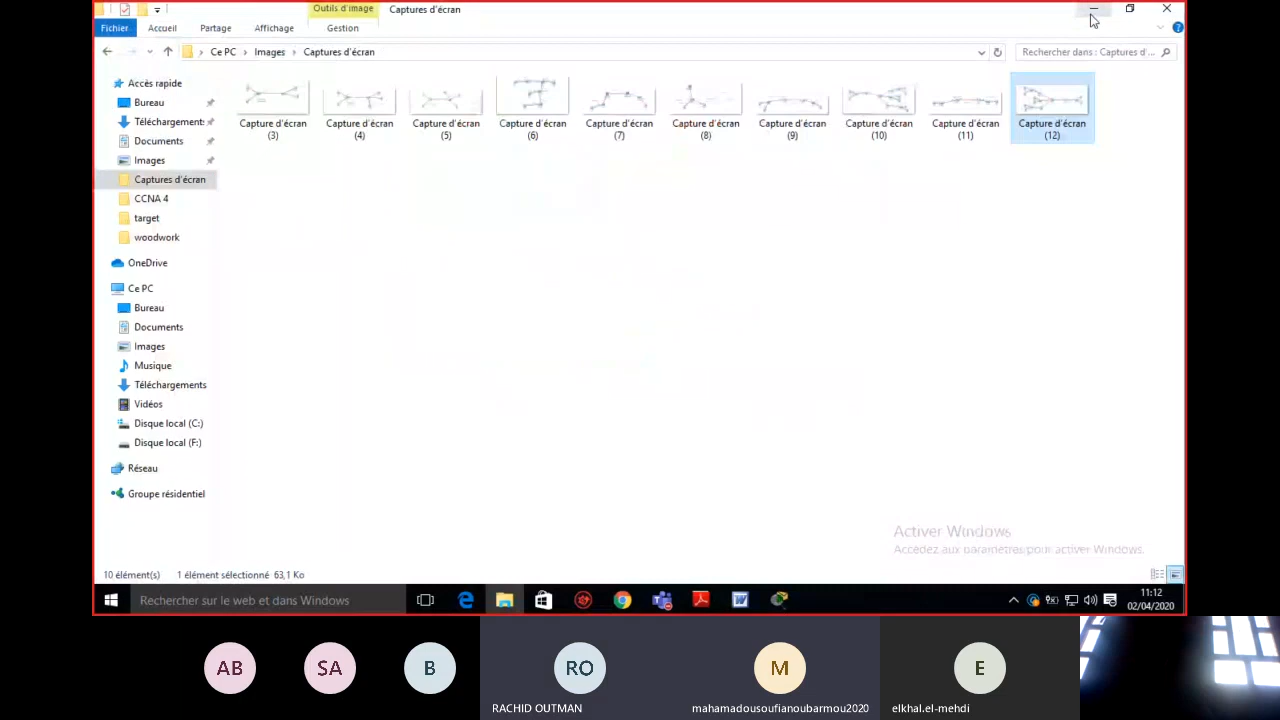 Outils d'image
Captures d'écran
Fichier
Accueil
Partage
Affichage
Gestion
Ce PC
Images
Captures d'écran
Rechercher dans : Captures d'...
Accès rapide
Bureau
Téléchargement:
Documents
Images
Captures d'écran
CCNA 4
target
woodwork
OneDrive
Ce PC
Bureau
Documents
Images
Musique
Téléchargements
Vidéos
Disque local (C:)
Disque local (F:)
Réseau
Groupe résidentiel
Capture d'écran
(3)
Capture d'écran
(4)
Capture d'écran
(5)
Capture d'écran
(6)
Capture d'écran
(7)
Capture d'écran
(8)
Capture d'écran
(9)
Capture d'écran
(10)
Capture d'écran
(11)
Capture d'écran
(12)
Activer Windows
Accédez aux paramètres pour activer Windows.
10 élément(s)
1 élément sélectionné 63,1 Ko
Rechercher sur le web et dans Windows
11:12
02/04/2020
AB
SA
B
RO
RACHID OUTMAN
M
mahamadousoufianoubarmou2020
E
elkhal.el-mehdi